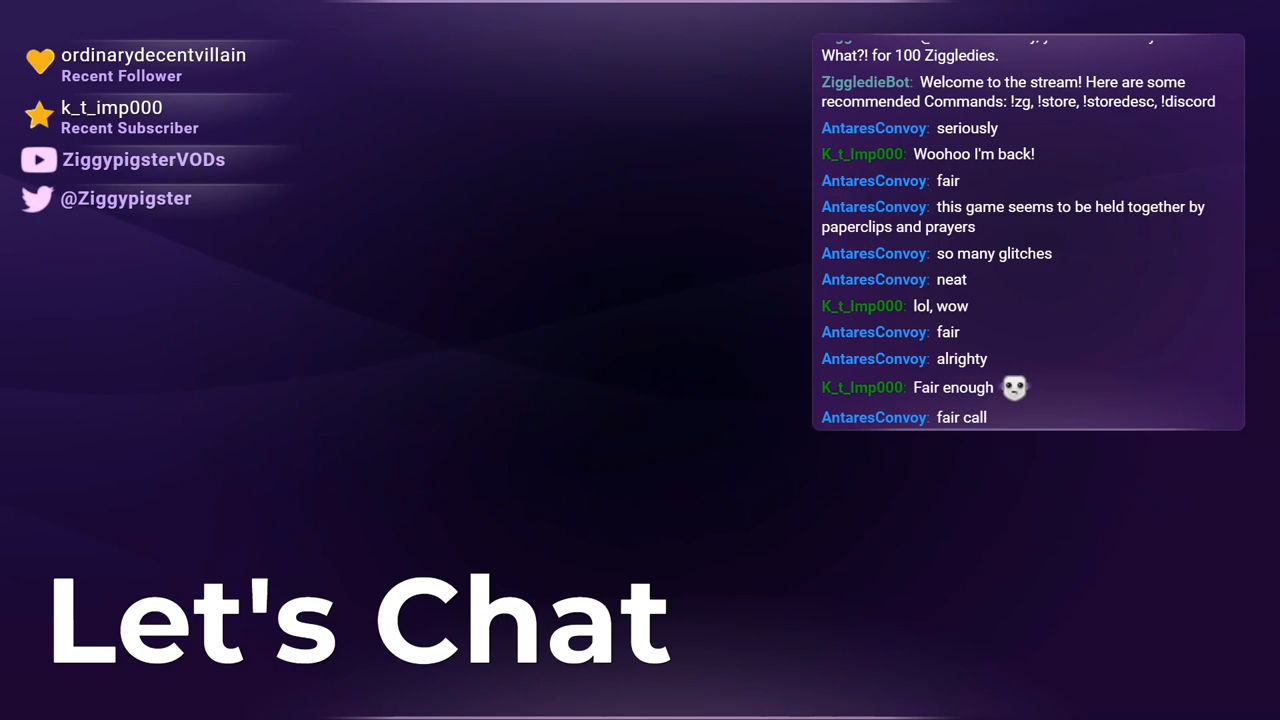 ordinarydecentvillain
Recent Follower
k_t_imp000
Recent Subscriber
ZiggypigsterVODs
@Ziggypigster
What?! for 100 Ziggledies.
ZiggledieBot: Welcome to the stream! Here are some
recommended Commands: !zg, !store, !storedesc, !discord
AntaresConvoy: seriously
K_t_Imp000: Woohoo I'm back!
AntaresConvoy: fair
AntaresConvoy: this game seems to be held together by
paperclips and prayers
AntaresConvoy: so many glitches
AntaresConvoy: neat
K_t_Imp000: lol, wow
AntaresConvoy: fair
AntaresConvoy: alrighty
K_t_Imp000: Fair enough
AntaresConvoy: fair call
Let's Chat